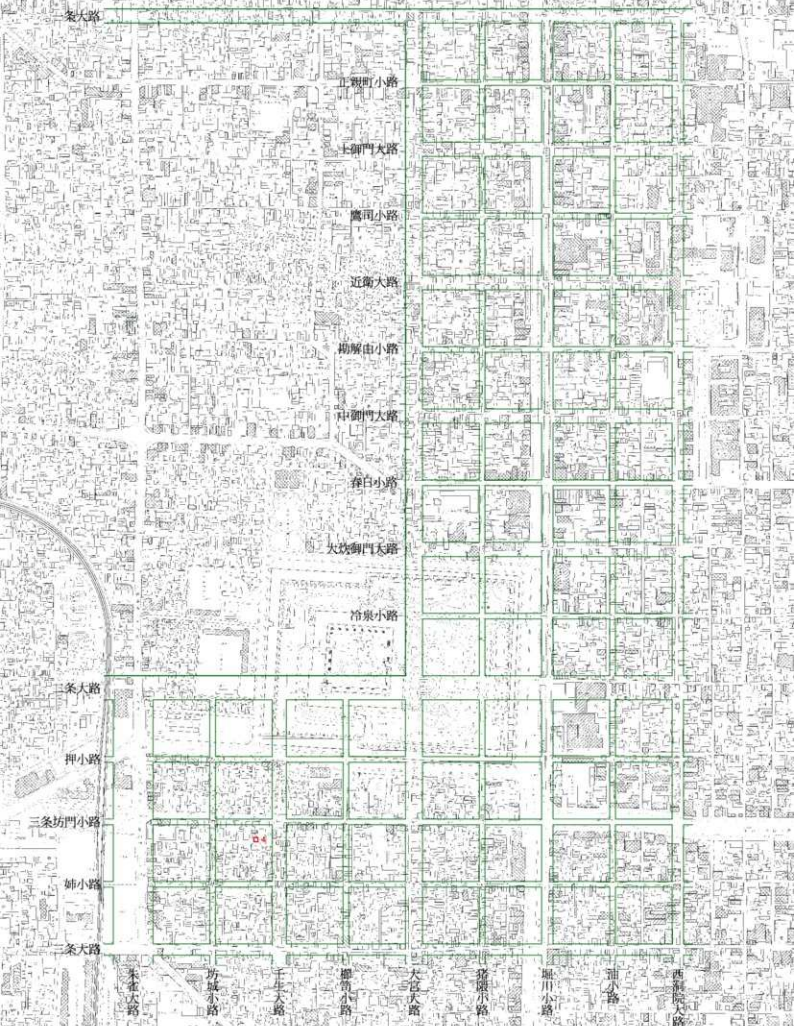 一条大路
正親町小路
土御門大路
鷹司小路
近衛大路
勘解由小路
中御門大路
春日小路
大炊御門大路
冷泉小路
二条大路
押小路
三条坊門小路
4
姉小路
三条大路
朱雀大路
坊城小路
壬生大路
櫛笥小路
大宮大路
猪隈小路
堀川小路
油小路
西洞院大路